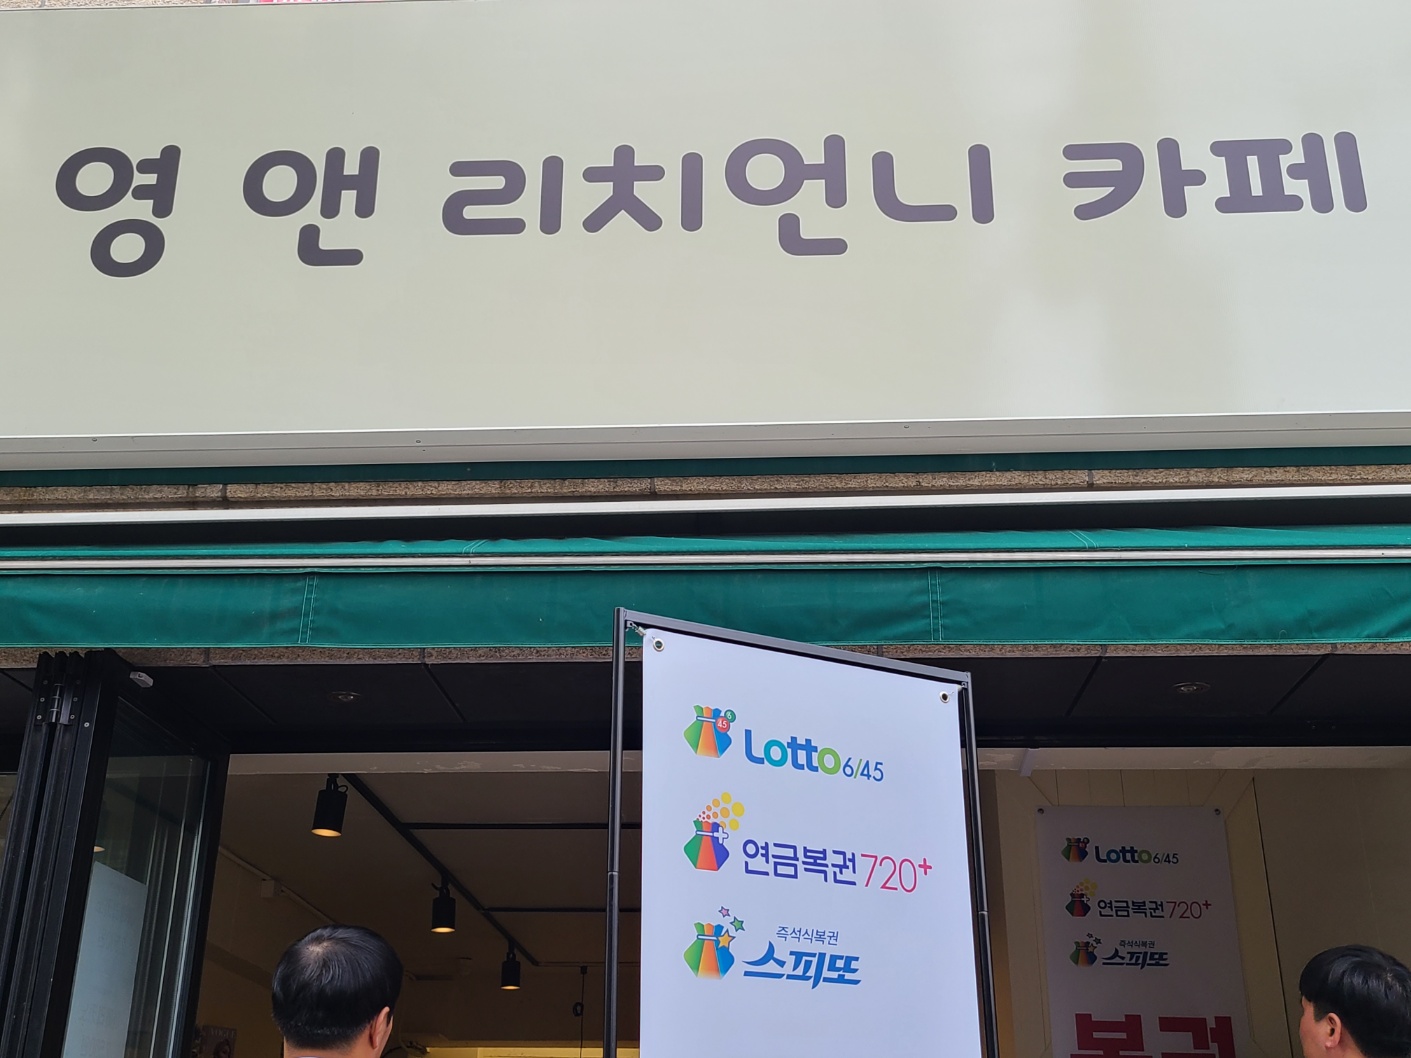 영 앤 리치언니 카페
Lotto6/45
연금복권720+
즉석식복권
스피또
Lotto6/45
연금복권720+
즉석식복권
스피또
복권